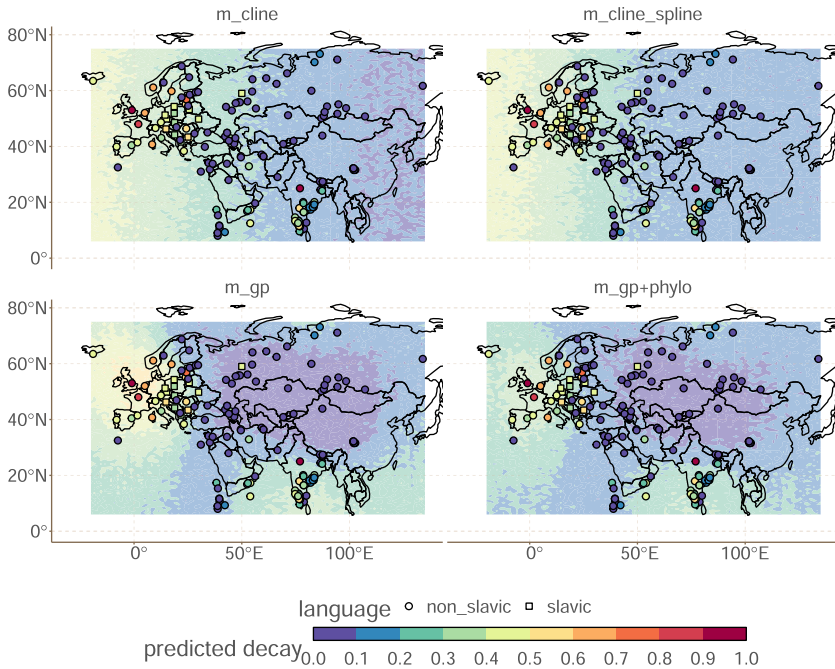 m_cline
m_cline_spline
80°N
60°N
40°N
20°N
0°
m_gp
m_gp+phylo
80°N
60°N
40°N
20°N
0°
0° 50°E 100°E 0° 50°E 100°E
language non_slavic slavic
predicted decay
0.0 0.1 0.2 0.3 0.4 0.5 0.6 0.7 0.8 0.9 1.0